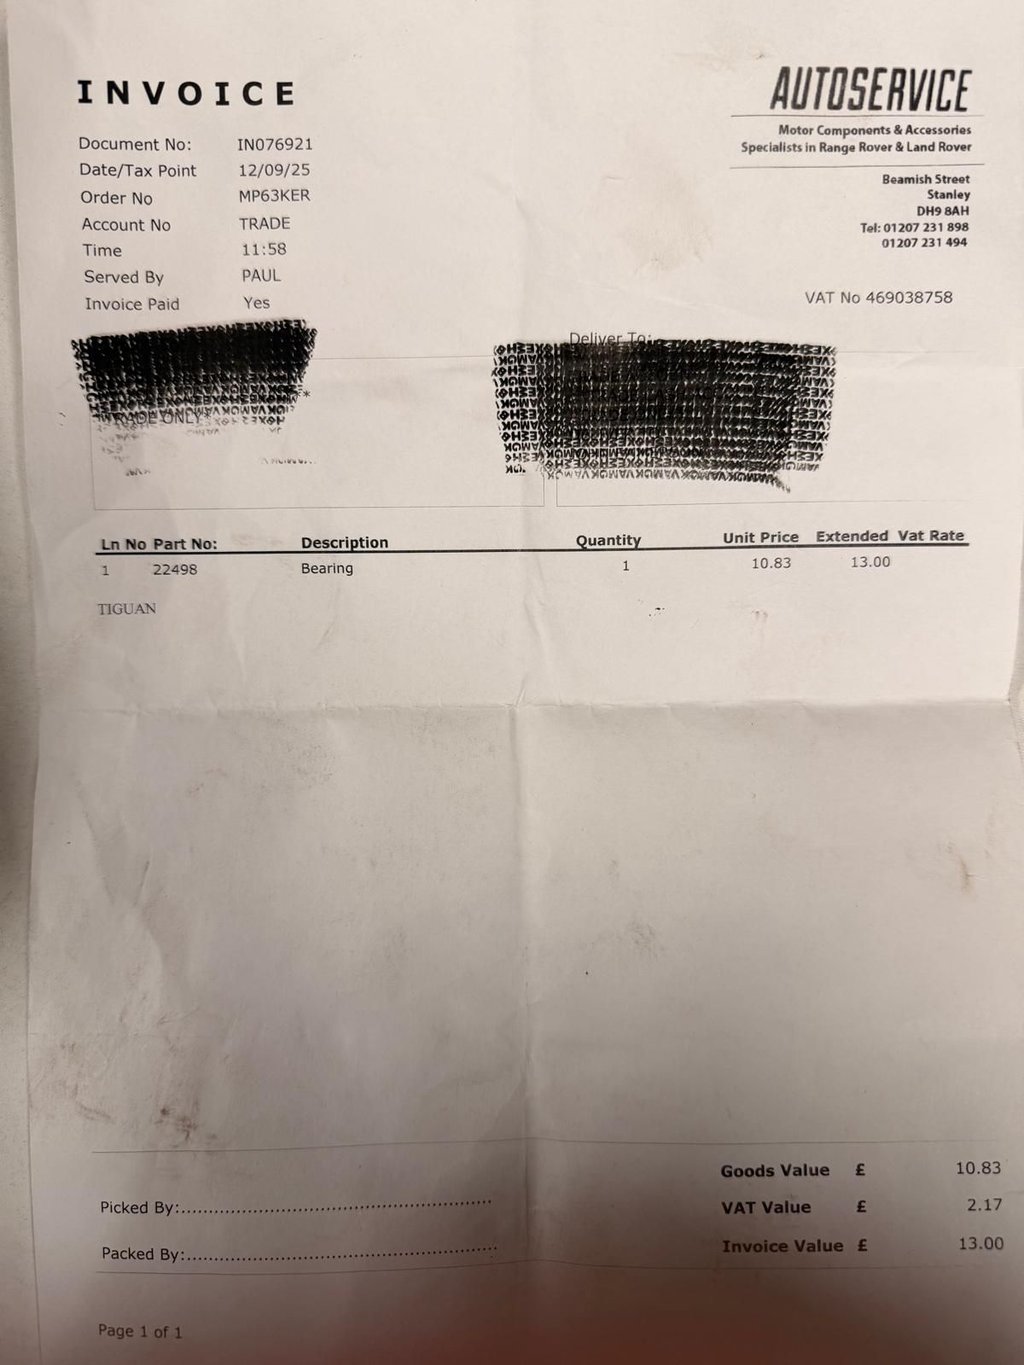 INVOICE
Document No: IN076921
Date/Tax Point 12/09/25
Order No MP63KER
Account No TRADE
Time 11:58
Served By PAUL
Invoice Paid Yes
AUTOSERVICE
Motor Components & Accessories
Specialists in Range Rover & Land Rover
Beamish Street
Stanley
DH9 8AH
Tel: 01207 231 898
01207 231 494
VAT No 469038758
Deliver To:
TRADE ONLY
Ln No Part No: Description Quantity Unit Price Extended Vat Rate
1 22498 Bearing 1 10.83 13.00
TIGUAN
Goods Value £ 10.83
Picked By: VAT Value £ 2.17
Packed By: Invoice Value £ 13.00
Page 1 of 1